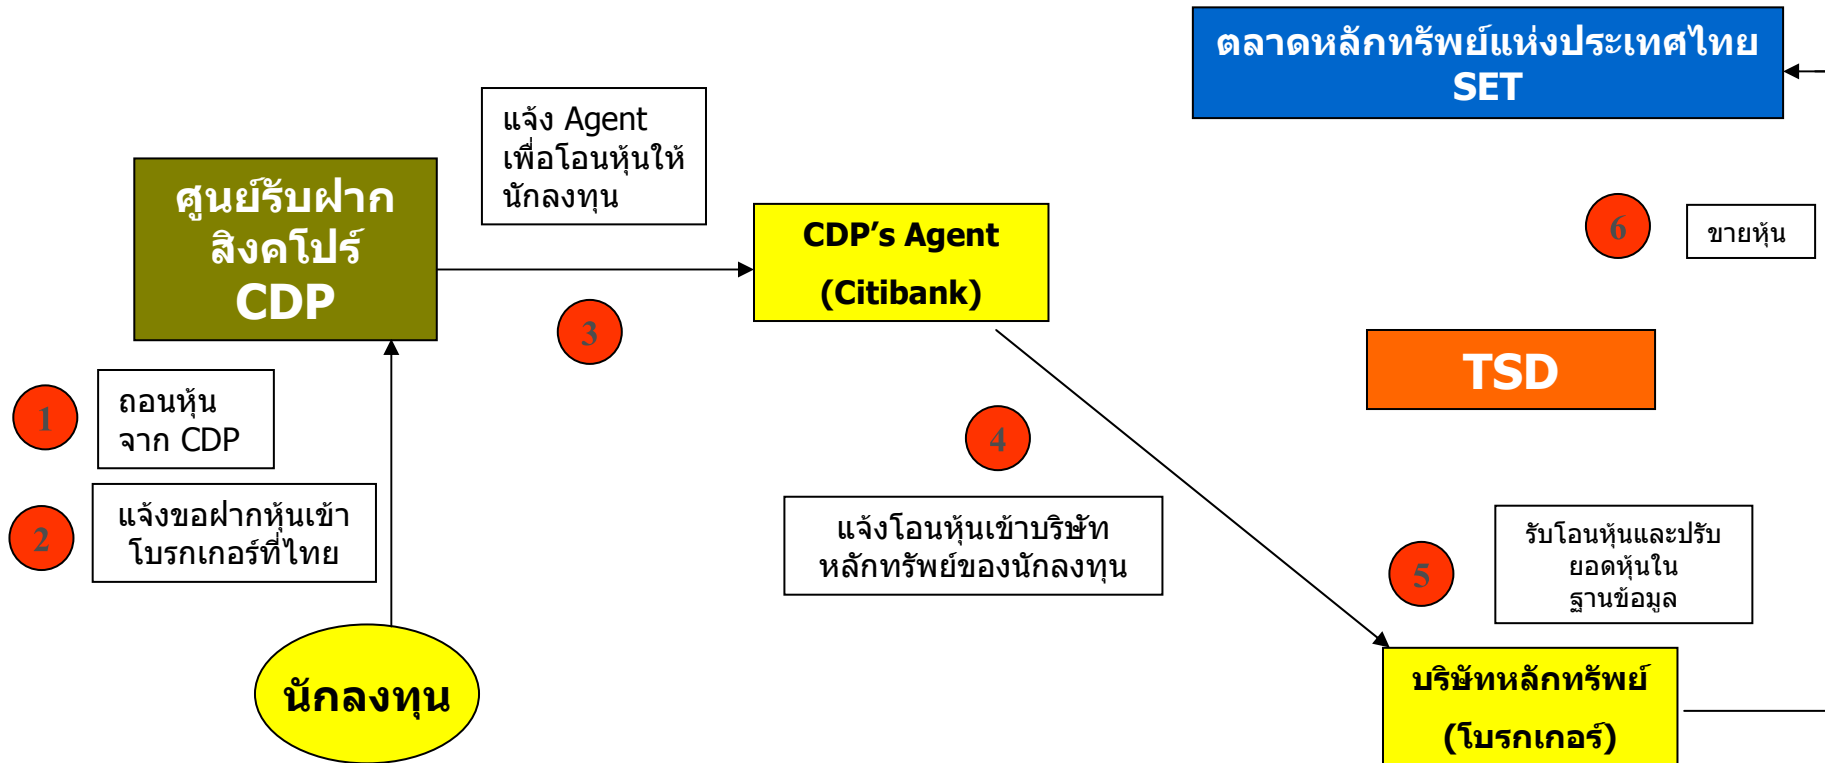 ตลาดหลักทรัพย์แห่งประเทศไทย
SET
แจ้ง Agent
เพื่อโอนหุ้นให้
นักลงทุน
ศูนย์รับฝาก
สิงคโปร์
CDP
CDP’s Agent
(Citibank)
6
ขายหุ้น
3
TSD
1
ถอนหุ้น
จาก CDP
4
2
แจ้งขอฝากหุ้นเข้า
โบรกเกอร์ที่ไทย
แจ้งโอนหุ้นเข้าบริษัท
หลักทรัพย์ของนักลงทุน
5
รับโอนหุ้นและปรับ
ยอดหุ้นใน
ฐานข้อมูล
นักลงทุน
บริษัทหลักทรัพย์
(โบรกเกอร์)